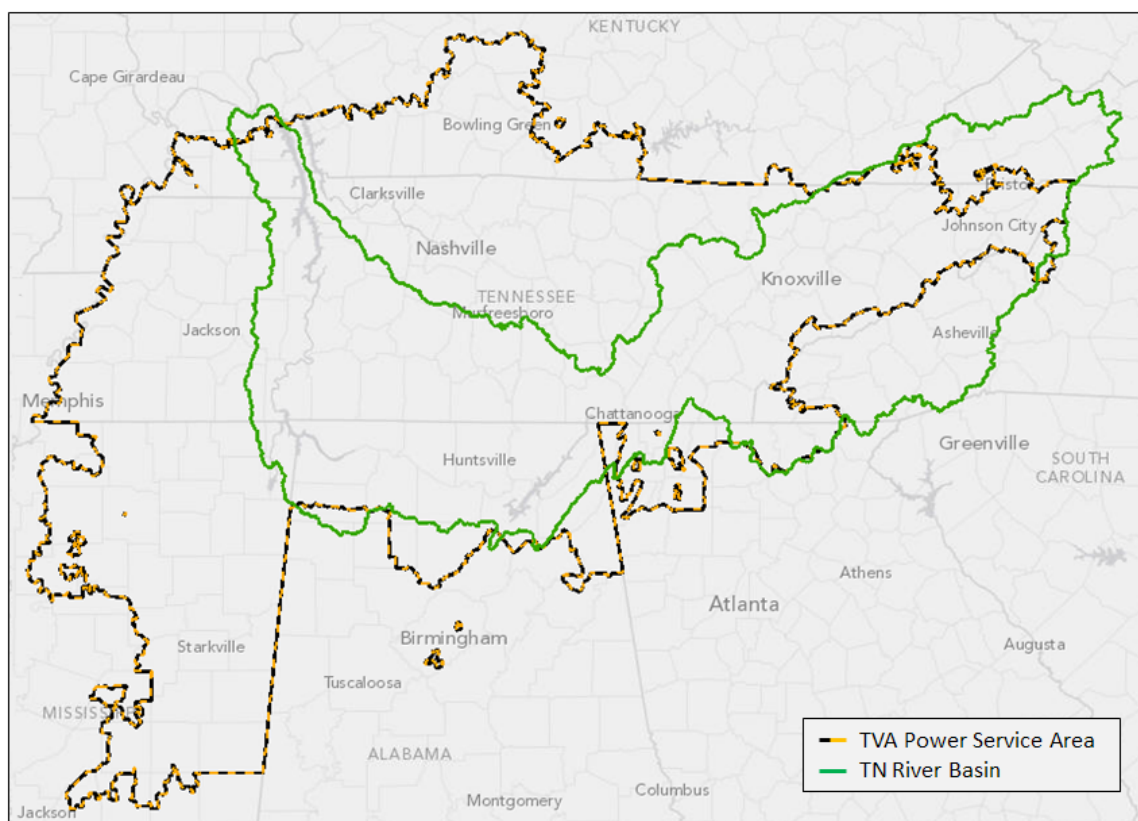 KENTUCKY
Cape Girardeau
Bowling Green
Clarksville
Johnson City
Nashville
Knoxville
TENNESSEE
Murfreesboro
Jackson
Asheville
Memphis
Chattanooga
Greenville
Huntsville
SOUTH
CAROLINA
Athens
Atlanta
Birmingham
Starkville
Augusta
Tuscaloosa
TVA Power Service Area
ALABAMA
TN River Basin
Columbus
Montgomery
Jackson